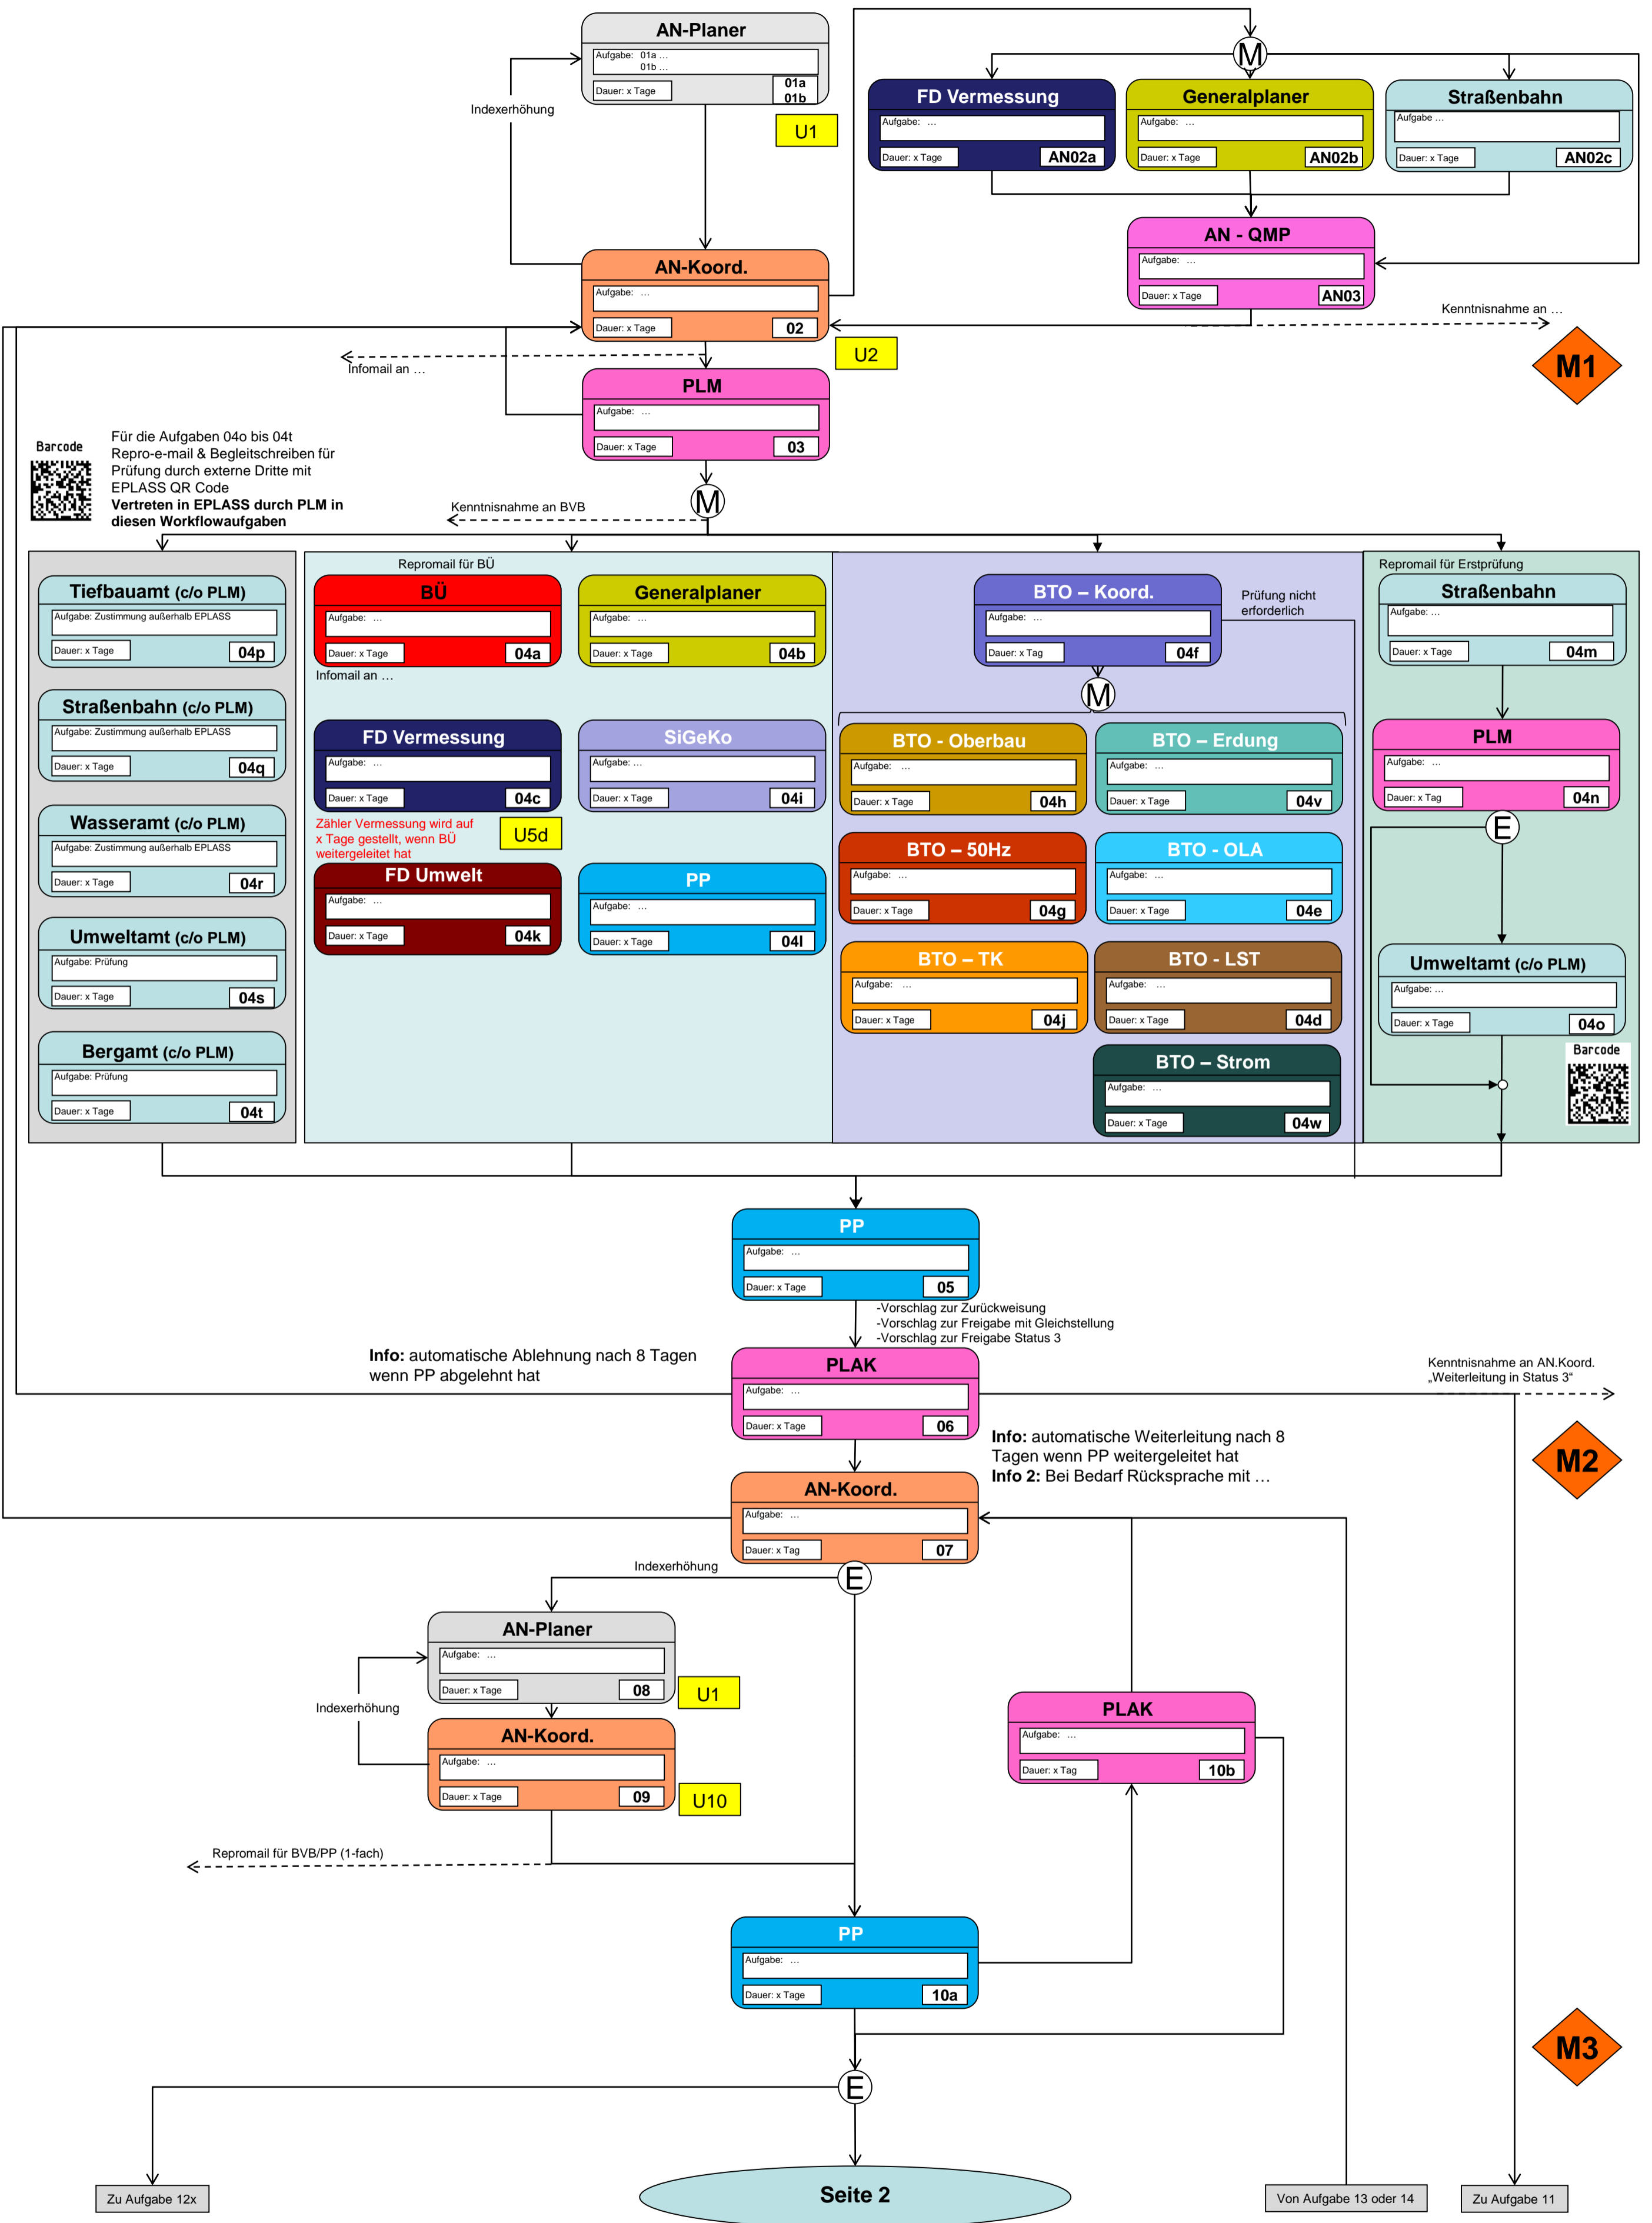 AN-Planer
Aufgabe: 01a ...
01b ...
Dauer: x Tage
01a
01b
U1
Indexerhöhung
M
FD Vermessung
Aufgabe: ...
Dauer: x Tage
AN02a
Generalplaner
Aufgabe: ...
Dauer: x Tage
AN02b
Straßenbahn
Aufgabe ...
Dauer: x Tage
AN02c
AN - QMP
Aufgabe: ...
Dauer: x Tage
AN03
AN-Koord.
Aufgabe: ...
Dauer: x Tage
02
U2
Kenntnisnahme an ...
M1
Infomail an ...
PLM
Aufgabe: ...
Dauer: x Tage
03
Barcode
Für die Aufgaben 04o bis 04t
Repro-e-mail & Begleitschreiben für
Prüfung durch externe Dritte mit
EPLASS QR Code
Vertreten in EPLASS durch PLM in
diesen Workflowaufgaben
M
Kenntnisnahme an BVB
Tiefbauamt (c/o PLM)
Aufgabe: Zustimmung außerhalb EPLASS
Dauer: x Tage
04p
Straßenbahn (c/o PLM)
Aufgabe: Zustimmung außerhalb EPLASS
Dauer: x Tage
04q
Wasseramt (c/o PLM)
Aufgabe: Zustimmung außerhalb EPLASS
Dauer: x Tage
04r
Umweltamt (c/o PLM)
Aufgabe: Prüfung
Dauer: x Tage
04s
Bergamt (c/o PLM)
Aufgabe: Prüfung
Dauer: x Tage
04t
Repromail für BÜ
BÜ
Aufgabe: ...
Dauer: x Tage
04a
Infomail an ...
Generalplaner
Aufgabe: ...
Dauer: x Tage
04b
FD Vermessung
Aufgabe: ...
Dauer: x Tage
04c
Zähler Vermessung wird auf
x Tage gestellt, wenn BÜ
weitergeleitet hat
U5d
SiGeKo
Aufgabe: ...
Dauer: x Tage
04i
FD Umwelt
Aufgabe: ...
Dauer: x Tage
04k
PP
Aufgabe: ...
Dauer: x Tage
04l
BTO – Koord.
Aufgabe: ...
Dauer: x Tag
04f
Prüfung nicht
erforderlich
M
BTO - Oberbau
Aufgabe: ...
Dauer: x Tage
04h
BTO – Erdung
Aufgabe: ...
Dauer: x Tage
04v
BTO – 50Hz
Aufgabe: ...
Dauer: x Tage
04g
BTO - OLA
Aufgabe: ...
Dauer: x Tage
04e
BTO – TK
Aufgabe: ...
Dauer: x Tage
04j
BTO - LST
Aufgabe: ...
Dauer: x Tage
04d
BTO – Strom
Aufgabe: ...
Dauer: x Tage
04w
Repromail für Erstprüfung
Straßenbahn
Aufgabe: ...
Dauer: x Tage
04m
PLM
Aufgabe: ...
Dauer: x Tag
04n
E
Umweltamt (c/o PLM)
Aufgabe: ...
Dauer: x Tage
04o
Barcode
PP
Aufgabe: ...
Dauer: x Tage
05
-Vorschlag zur Zurückweisung
-Vorschlag zur Freigabe mit Gleichstellung
-Vorschlag zur Freigabe Status 3
Info: automatische Ablehnung nach 8 Tagen
wenn PP abgelehnt hat
PLAK
Aufgabe: ...
Dauer: x Tage
06
Kenntnisnahme an AN.Koord.
„Weiterleitung in Status 3“
Info: automatische Weiterleitung nach 8
Tagen wenn PP weitergeleitet hat
Info 2: Bei Bedarf Rücksprache mit ...
M2
AN-Koord.
Aufgabe: ...
Dauer: x Tag
07
E
Indexerhöhung
AN-Planer
Aufgabe: ...
Dauer: x Tage
08
U1
Indexerhöhung
AN-Koord.
Aufgabe: ...
Dauer: x Tage
09
U10
PLAK
Aufgabe: ...
Dauer: x Tag
10b
Repromail für BVB/PP (1-fach)
PP
Aufgabe: ...
Dauer: x Tage
10a
M3
E
Zu Aufgabe 12x
Seite 2
Von Aufgabe 13 oder 14
Zu Aufgabe 11